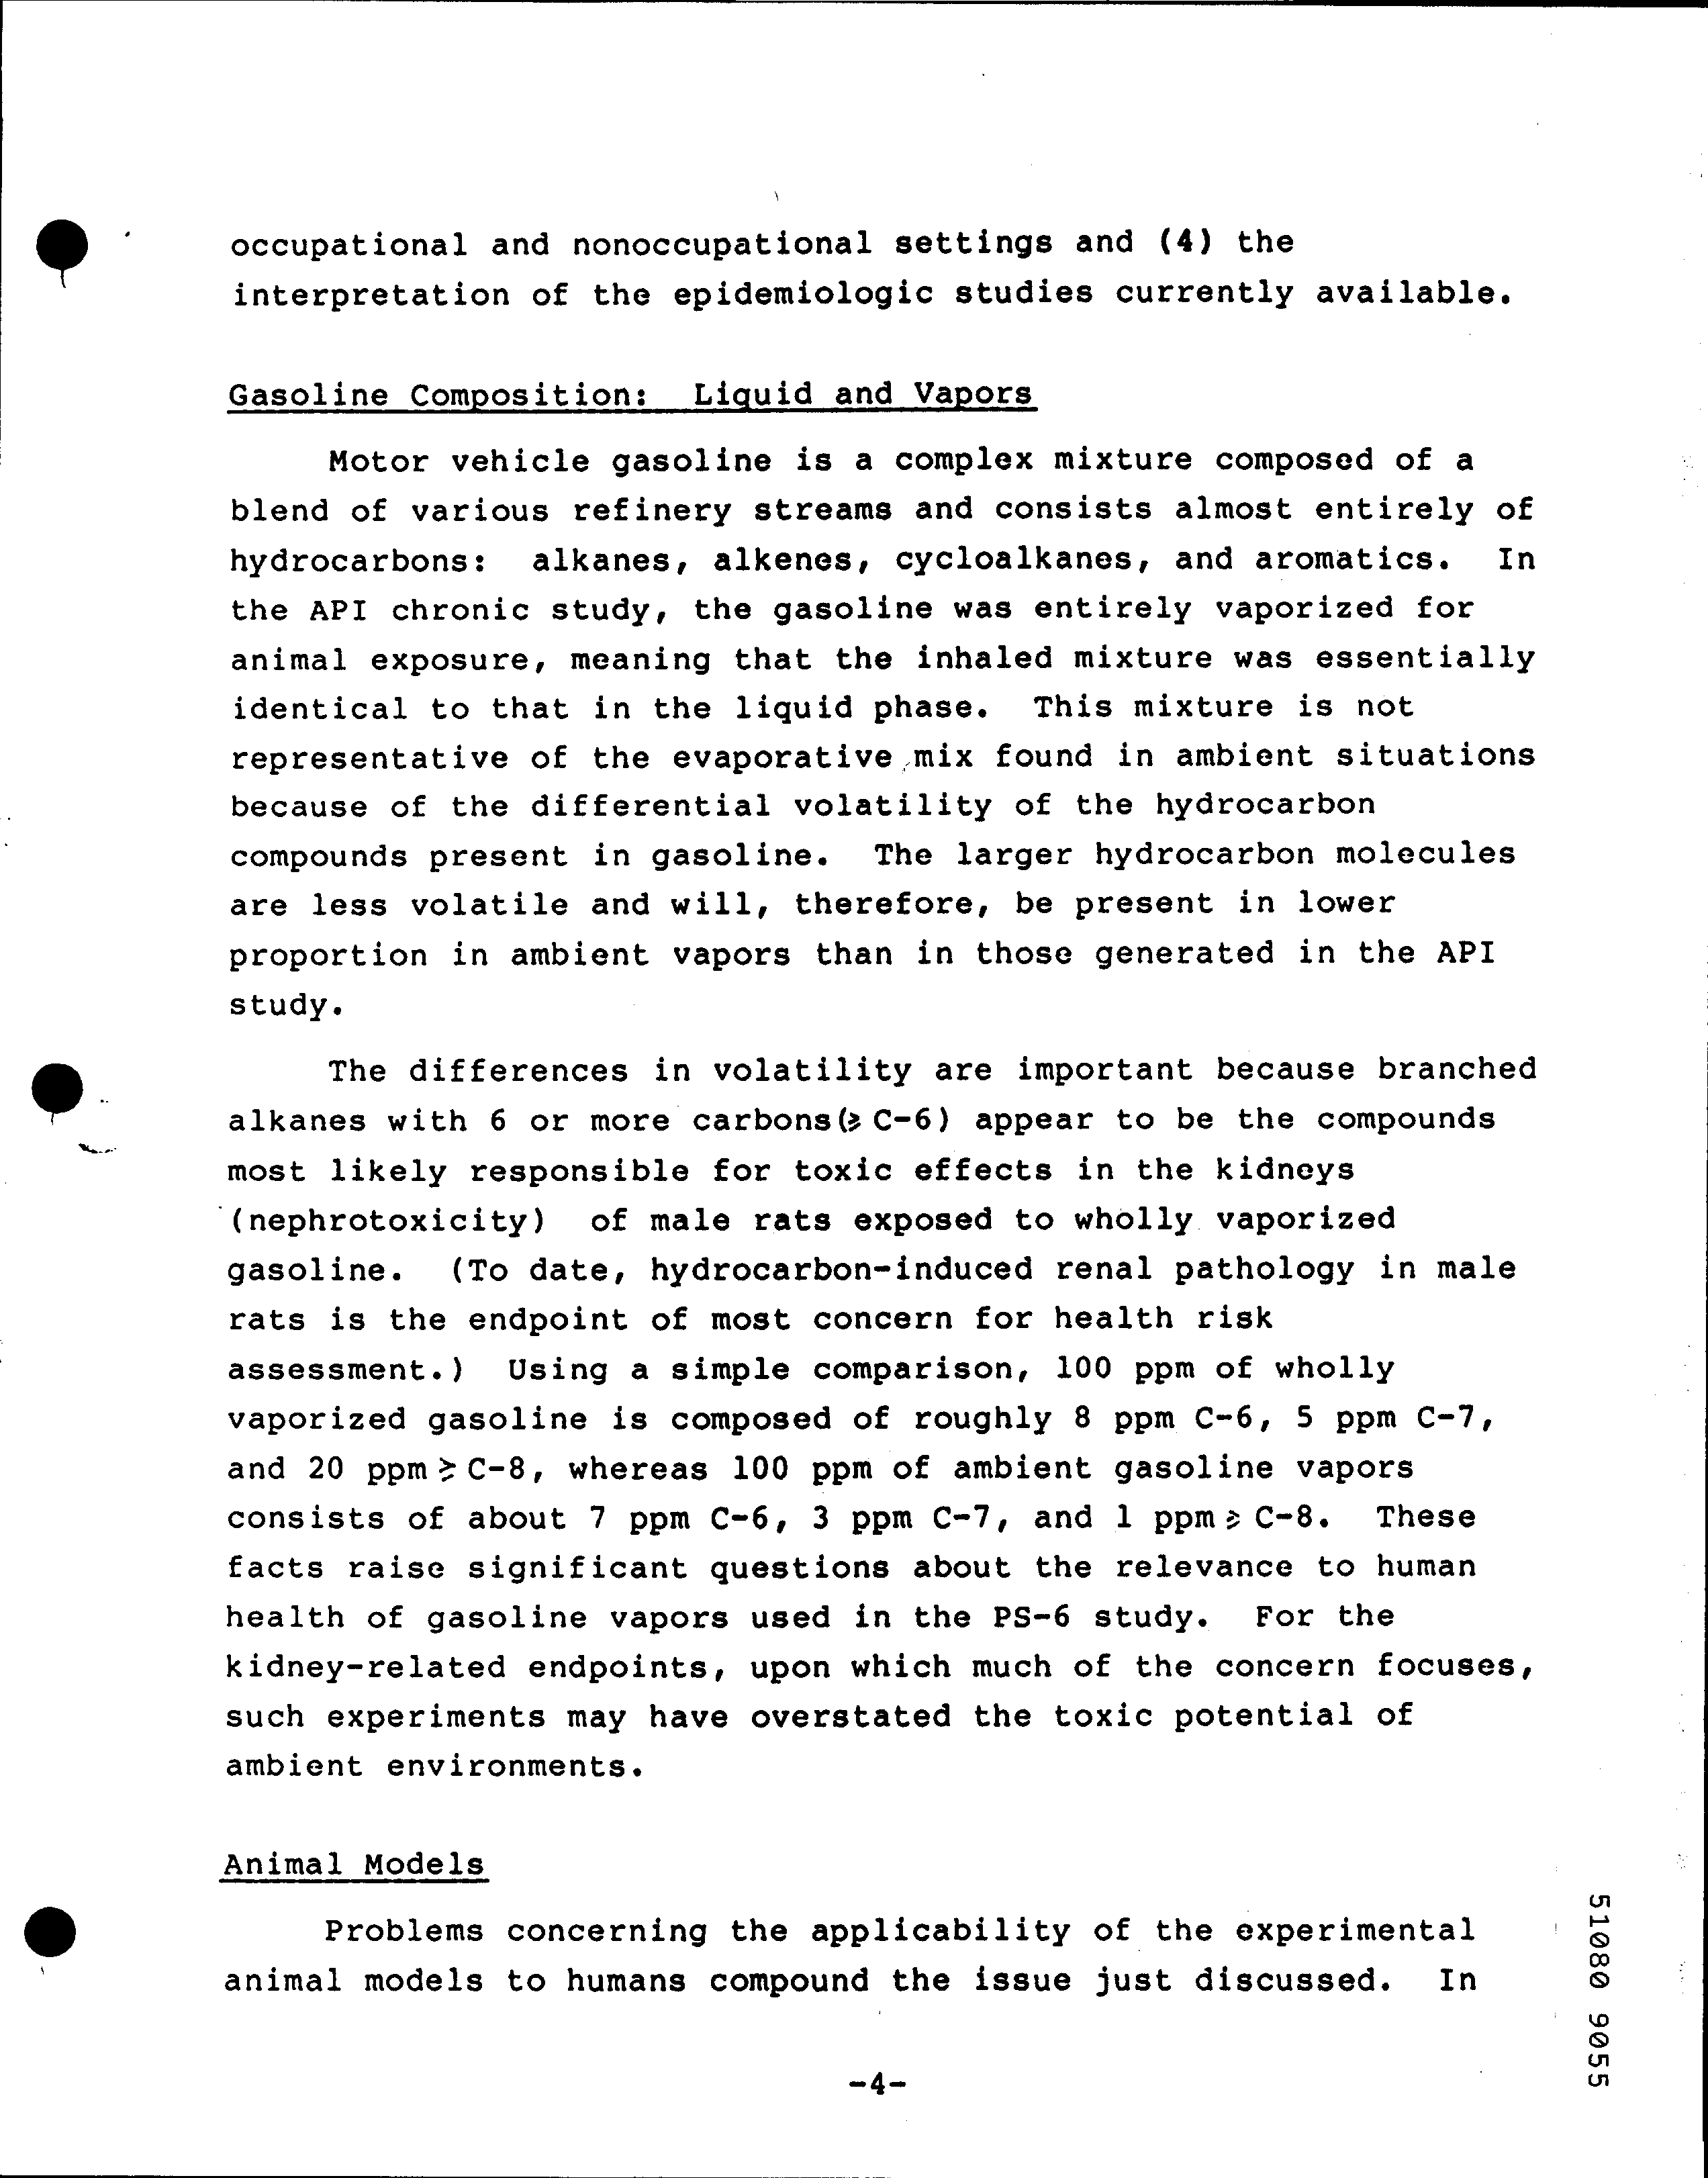 occupational and nonoccupational settings and (4) the
interpretation of the epidemiologic studies currently available.
Gasoline Composition: Liquid and Vapors
Motor vehicle gasoline is a complex mixture composed of a
blend of various refinery streams and consists almost entirely of
hydrocarbons: alkanes, alkenes, cycloalkanes, and aromatics. In
the API chronic study, the gasoline was entirely vaporized for
animal exposure, meaning that the inhaled mixture was essentially
identical to that in the liquid phase. This mixture is not
representative of the evaporative mix found in ambient situations
because of the differential volatility of the hydrocarbon
compounds present in gasoline. The larger hydrocarbon molecules
are less volatile and will, therefore, be present in lower
proportion in ambient vapors than in those generated in the API
study.
The differences in volatility are important because branched
alkanes with 6 or more carbons(≥ C-6) appear to be the compounds
most likely responsible for toxic effects in the kidneys
(nephrotoxicity) of male rats exposed to wholly vaporized
gasoline. (To date, hydrocarbon-induced renal pathology in male
rats is the endpoint of most concern for health risk
assessment.) Using a simple comparison, 100 ppm of wholly
vaporized gasoline is composed of roughly 8 ppm C-6, 5 ppm C-7,
and 20 ppm ≥ C-8, whereas 100 ppm of ambient gasoline vapors
consists of about 7 ppm C-6, 3 ppm C-7, and 1 ppm ≥ C-8. These
facts raise significant questions about the relevance to human
health of gasoline vapors used in the PS-6 study. For the
kidney-related endpoints, upon which much of the concern focuses,
such experiments may have overstated the toxic potential of
ambient environments.
Animal Models
Problems concerning the applicability of the experimental
animal models to humans compound the issue just discussed. In
-4-
51080 9055